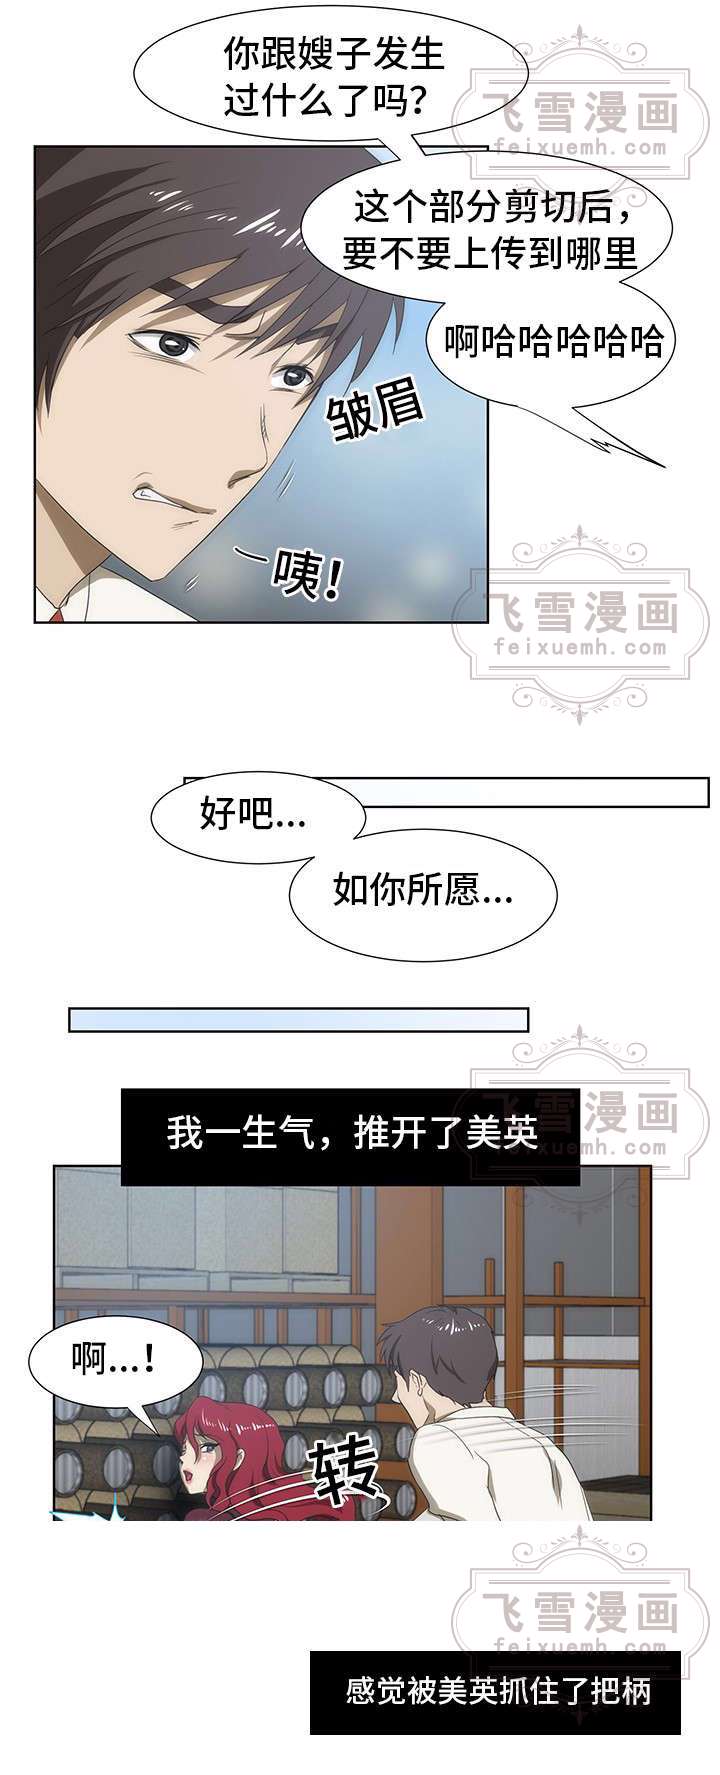 你跟嫂子发生
过什么了吗?
飞雪漫画
feixuemh.com
这个部分剪切后,
要不要上传到哪里
啊哈哈哈哈哈
皱眉
咦!
飞雪漫画
feixuemh.com
好吧...
如你所愿...
飞雪漫画
feixuemh.com
我一生气，推开了美英
啊...!
转
飞雪漫画
feixuemh.com
感觉被美英抓住了把柄